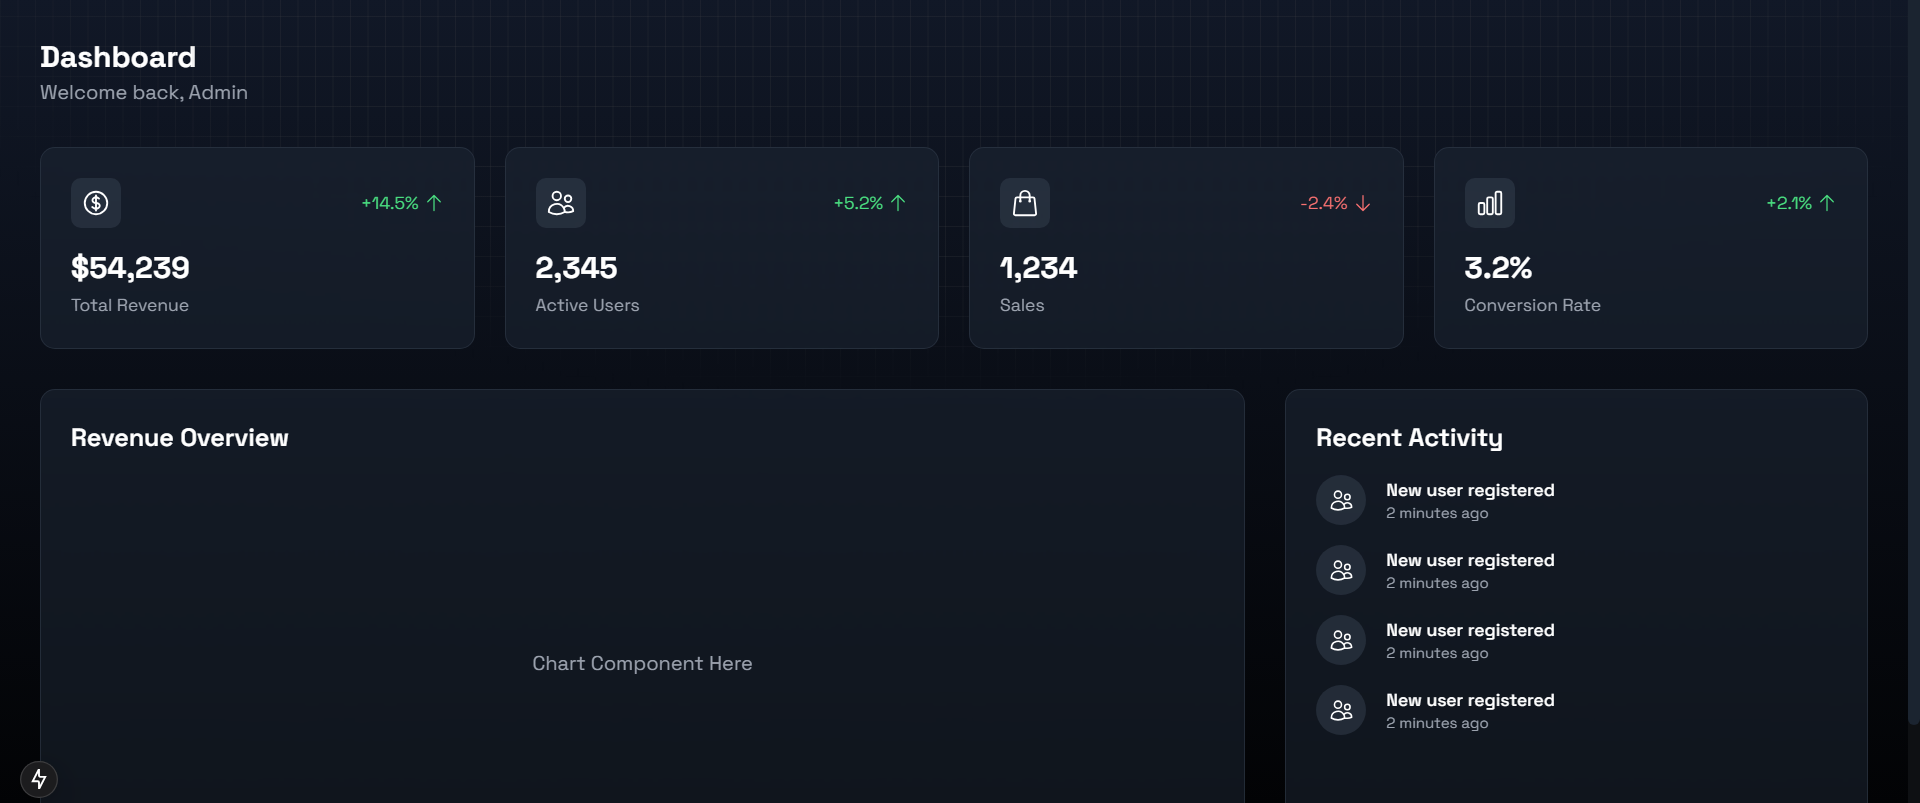 Dashboard
Welcome back, Admin
+14.5% ↑
$54,239
Total Revenue
+5.2% ↑
2,345
Active Users
-2.4% ↓
1,234
Sales
+2.1% ↑
3.2%
Conversion Rate
Revenue Overview
Chart Component Here
Recent Activity
New user registered
2 minutes ago
New user registered
2 minutes ago
New user registered
2 minutes ago
New user registered
2 minutes ago